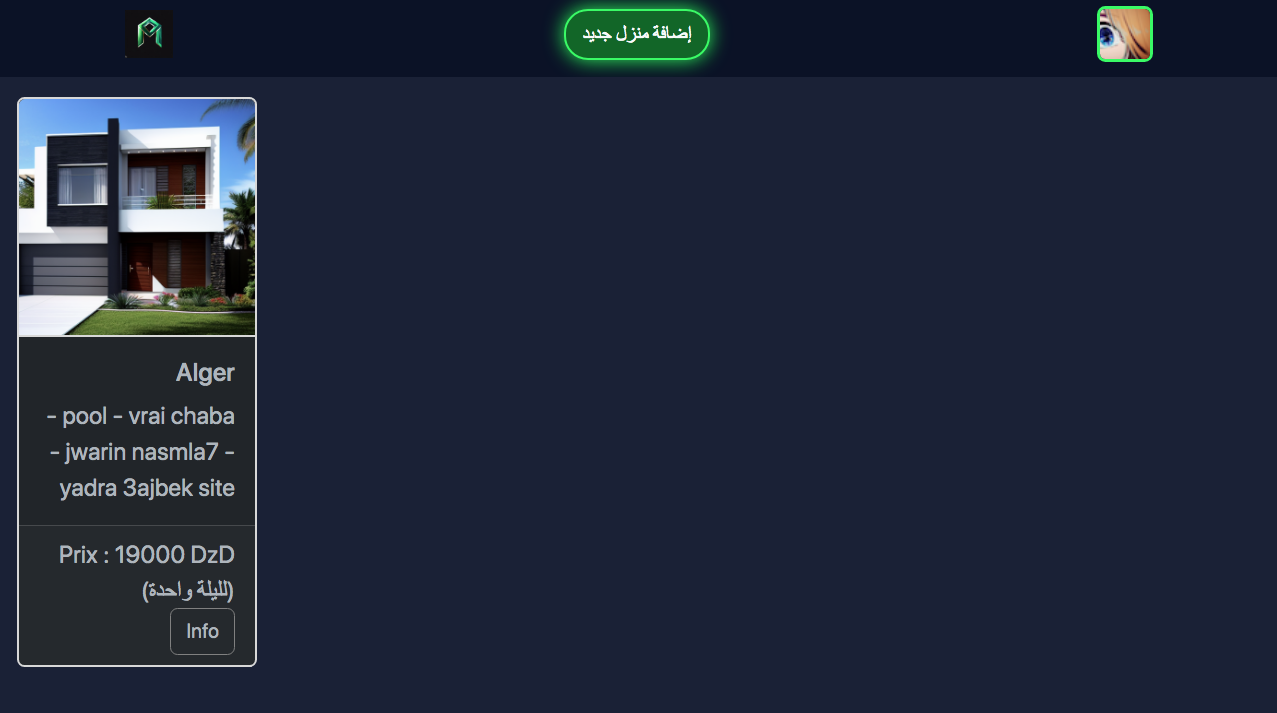 إضافة منزل جديد
Alger
- pool - vrai chaba
- jwarin nasmla7 -
yadra 3ajbek site
Prix : 19000 DzD
(لليلة واحدة)
Info